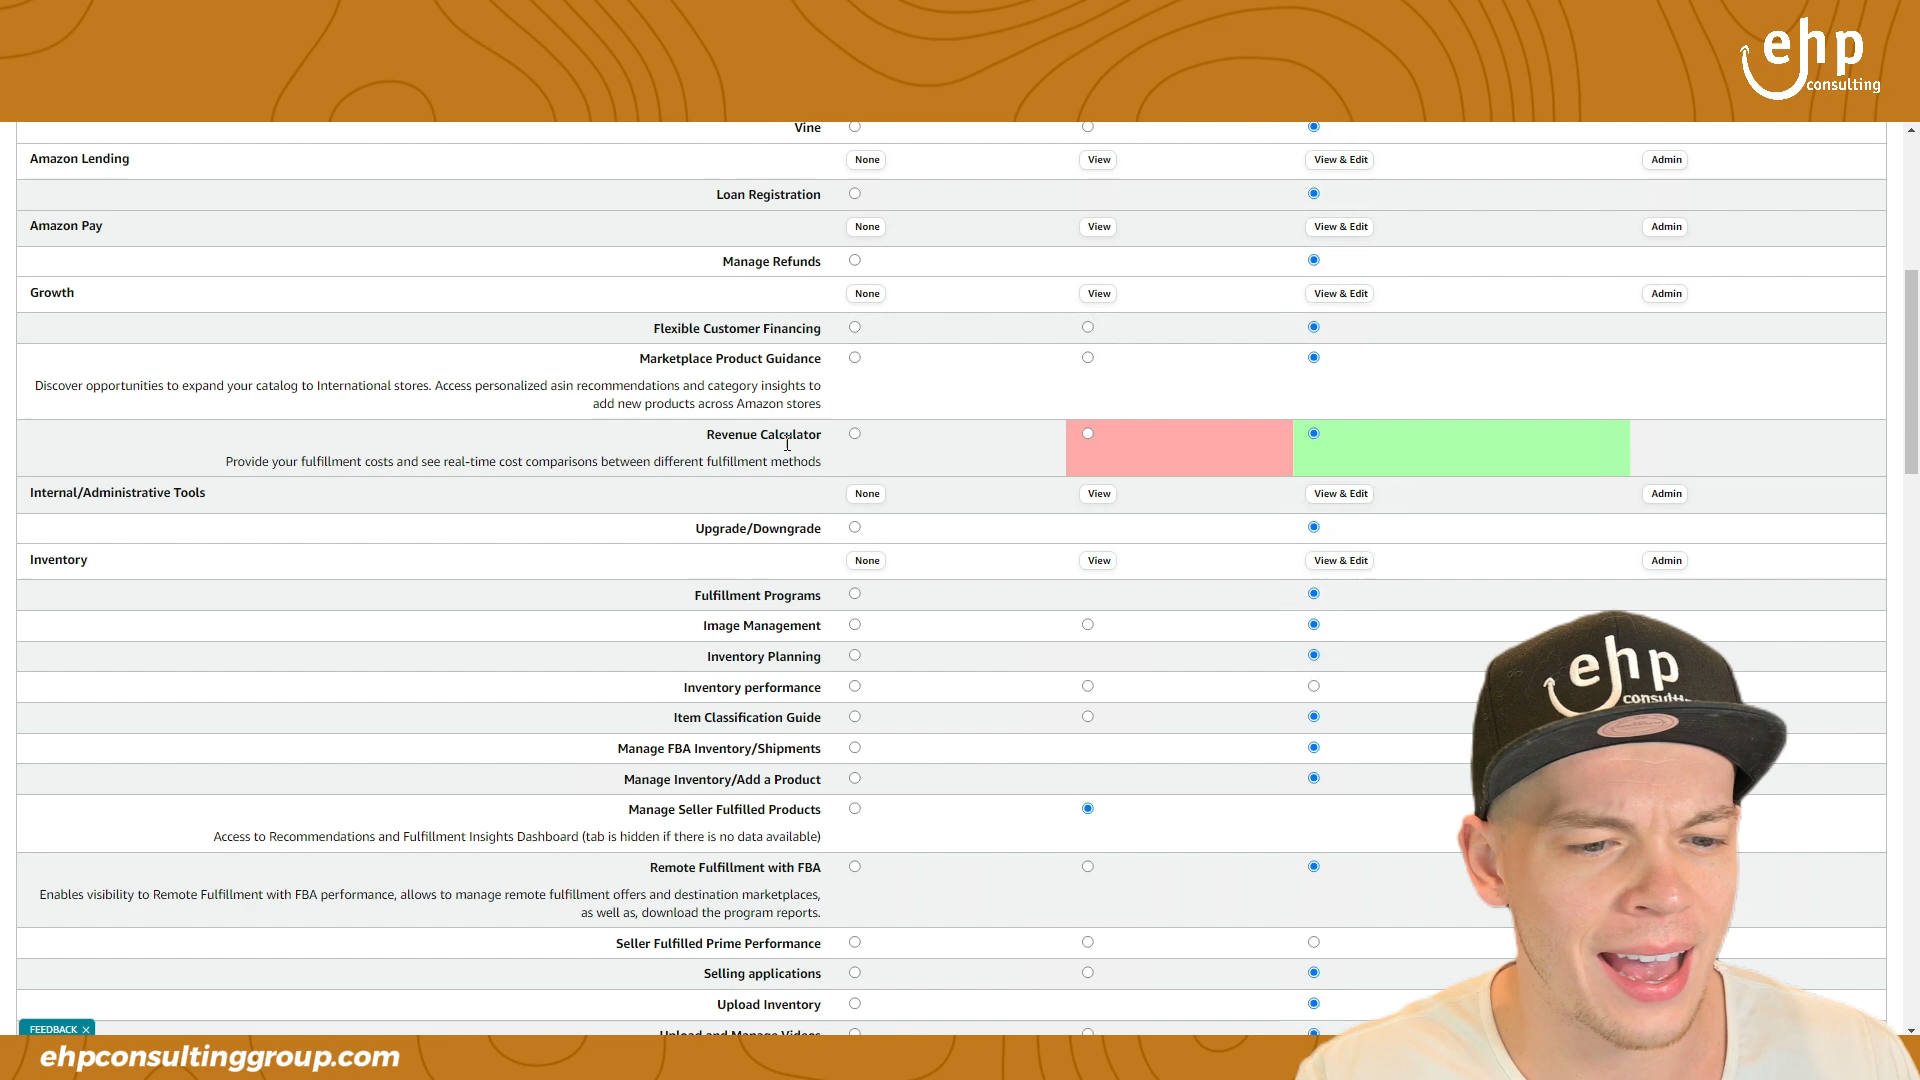 ehp
consulting
Vine
Amazon Lending None View View & Edit Admin
Loan Registration
Amazon Pay None View View & Edit Admin
Manage Refunds
Growth None View View & Edit Admin
Flexible Customer Financing
Marketplace Product Guidance
Discover opportunities to expand your catalog to International stores. Access personalized asin recommendations and category insights to
add new products across Amazon stores
Revenue Calculator
Provide your fulfillment costs and see real-time cost comparisons between different fulfillment methods
Internal/Administrative Tools None View View & Edit Admin
Upgrade/Downgrade
Inventory None View View & Edit Admin
Fulfillment Programs
Image Management
Inventory Planning
Inventory performance
Item Classification Guide
Manage FBA Inventory/Shipments
Manage Inventory/Add a Product
Manage Seller Fulfilled Products
Access to Recommendations and Fulfillment Insights Dashboard (tab is hidden if there is no data available)
Remote Fulfillment with FBA
Enables visibility to Remote Fulfillment with FBA performance, allows to manage remote fulfillment offers and destination marketplaces,
as well as, download the program reports.
Seller Fulfilled Prime Performance
Selling applications
Upload Inventory
Upload and Manage Videos
FEEDBACK
ehpconsultinggroup.com
ehp